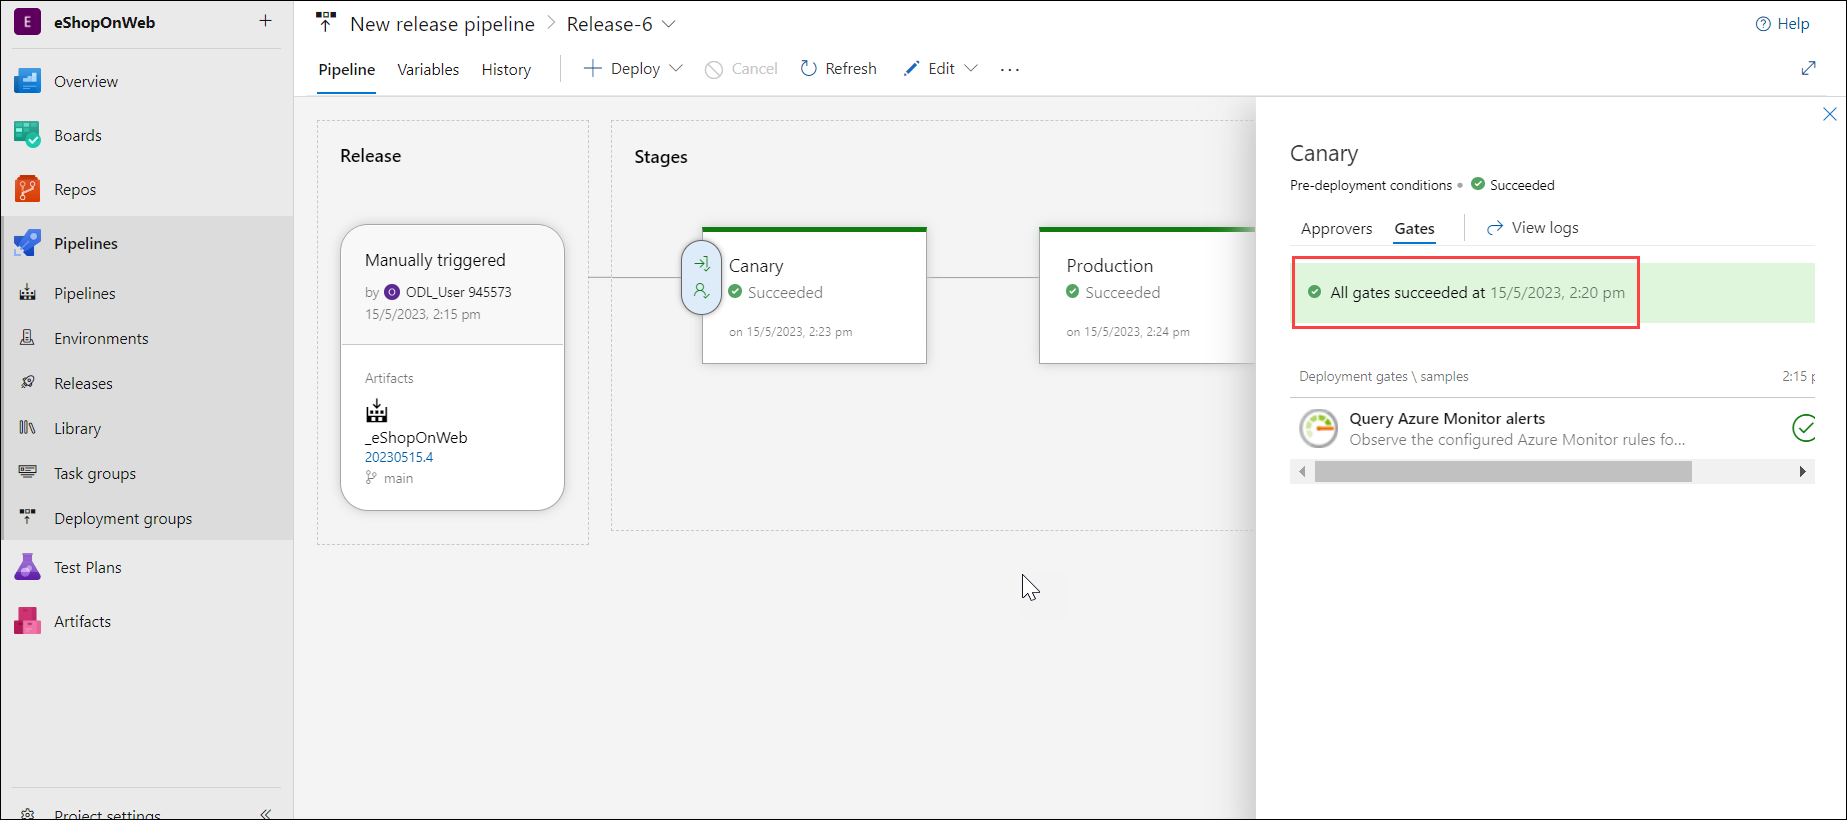 E eShopOnWeb +
Overview
Boards
Repos
Pipelines
Pipelines
Environments
Releases
Library
Task groups
Deployment groups
Test Plans
Artifacts
Project settings
New release pipeline > Release-6
Help
Pipeline Variables History + Deploy Cancel Refresh Edit ...
Release
Manually triggered
by O ODL_User 945573
15/5/2023, 2:15 pm
Artifacts
_eShopOnWeb
20230515.4
main
Stages
Canary
Succeeded
on 15/5/2023, 2:23 pm
Production
Succeeded
on 15/5/2023, 2:24 pm
Canary
Pre-deployment conditions • Succeeded
Approvers Gates View logs
All gates succeeded at 15/5/2023, 2:20 pm
Deployment gates \ samples 2:15 p
Query Azure Monitor alerts
Observe the configured Azure Monitor rules fo...